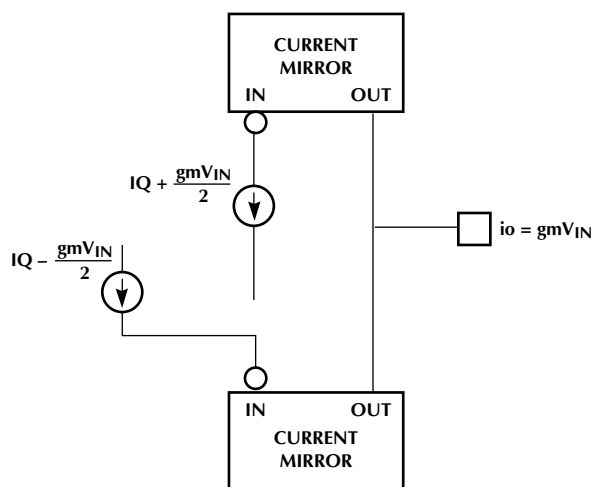 CURRENT
MIRROR
IN OUT
IQ + gmVIN
2
io = gmVIN
IQ – gmVIN
2
IN OUT
CURRENT
MIRROR